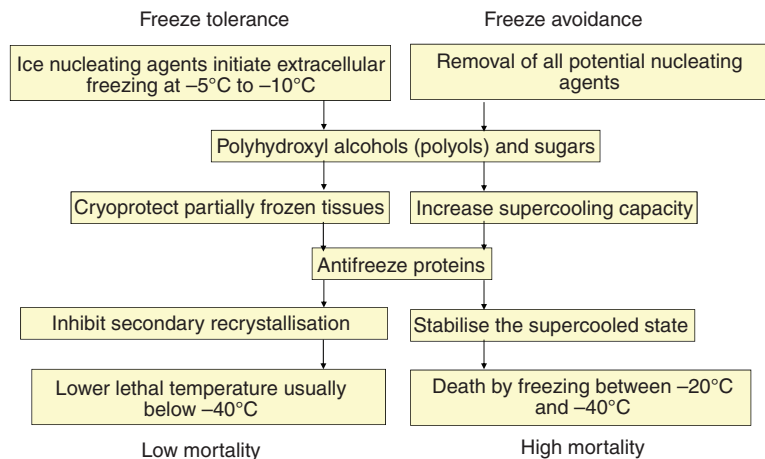 Freeze tolerance
Freeze avoidance
Ice nucleating agents initiate extracellular
freezing at –5°C to –10°C
Removal of all potential nucleating
agents
Polyhydroxyl alcohols (polyols) and sugars
Cryoprotect partially frozen tissues
Increase supercooling capacity
Antifreeze proteins
Inhibit secondary recrystallisation
Stabilise the supercooled state
Lower lethal temperature usually
below –40°C
Death by freezing between –20°C
and –40°C
Low mortality
High mortality